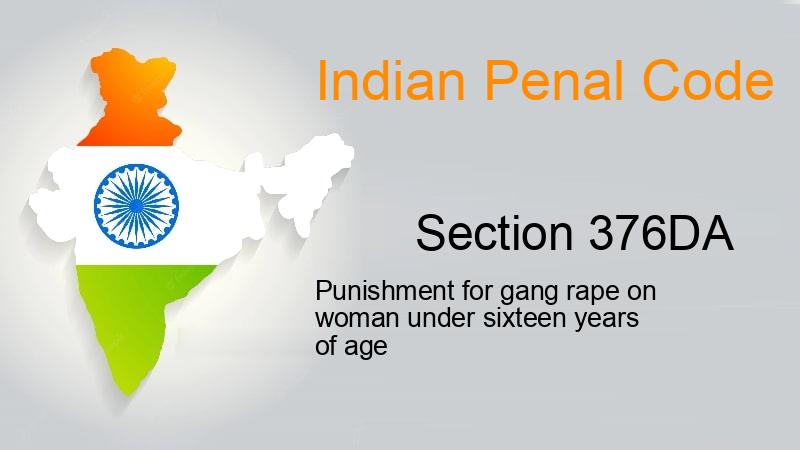 Indian Penal Code
Section 376DA
Punishment for gang rape on
woman under sixteen years
of age